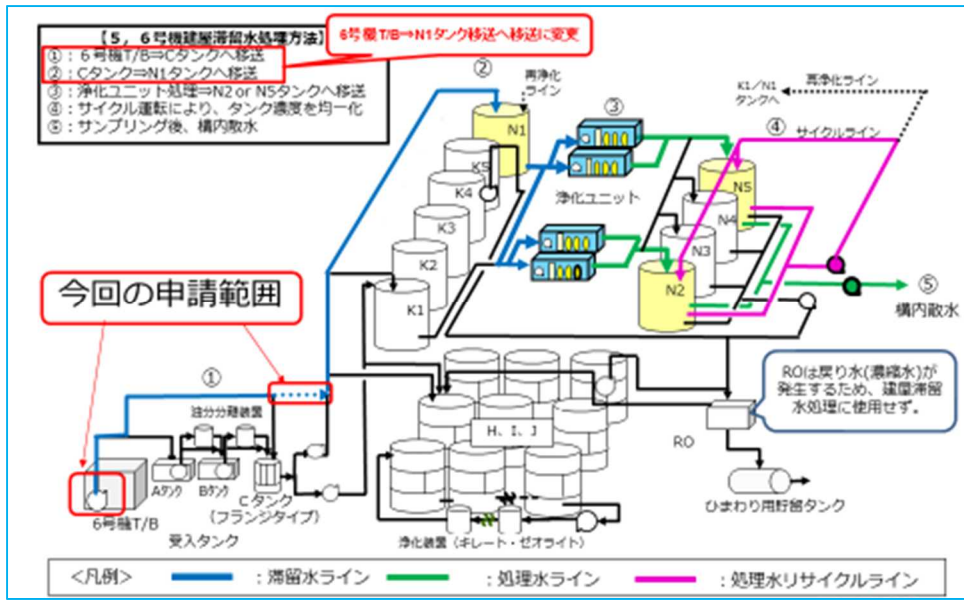 【５，６号機建屋滞留水処理方法】
①：６号機T/B⇒Cタンクへ移送
②：Cタンク⇒N1タンクへ移送
③：浄化ユニット処理⇒N2 or N5タンクへ移送
④：サイクル運転により、タンク濃度を均一化
⑤：サンプリング後、構内散水
6号機T/B⇒N1タンク移送へ移送に変更
②
再浄化
ライン
N1
K5
K4
K3
K2
K1
③
浄化ユニット
K1／N1
タンクへ
再浄化ライン
④
サイクルライン
N5
N4
N3
N2
⑤
構内散水
今回の申請範囲
①
油分分離装置
Aタンク
Bタンク
Cタンク
(フランジタイプ)
6号機T/B
受入タンク
H、I、J
浄化装置（キレート・ゼオライト）
ROは戻り水(濃縮水)が
発生するため、建屋滞留
水処理に使用せず。
RO
ひまわり用貯留タンク
＜凡例＞
：滞留水ライン
：処理水ライン
：処理水リサイクルライン